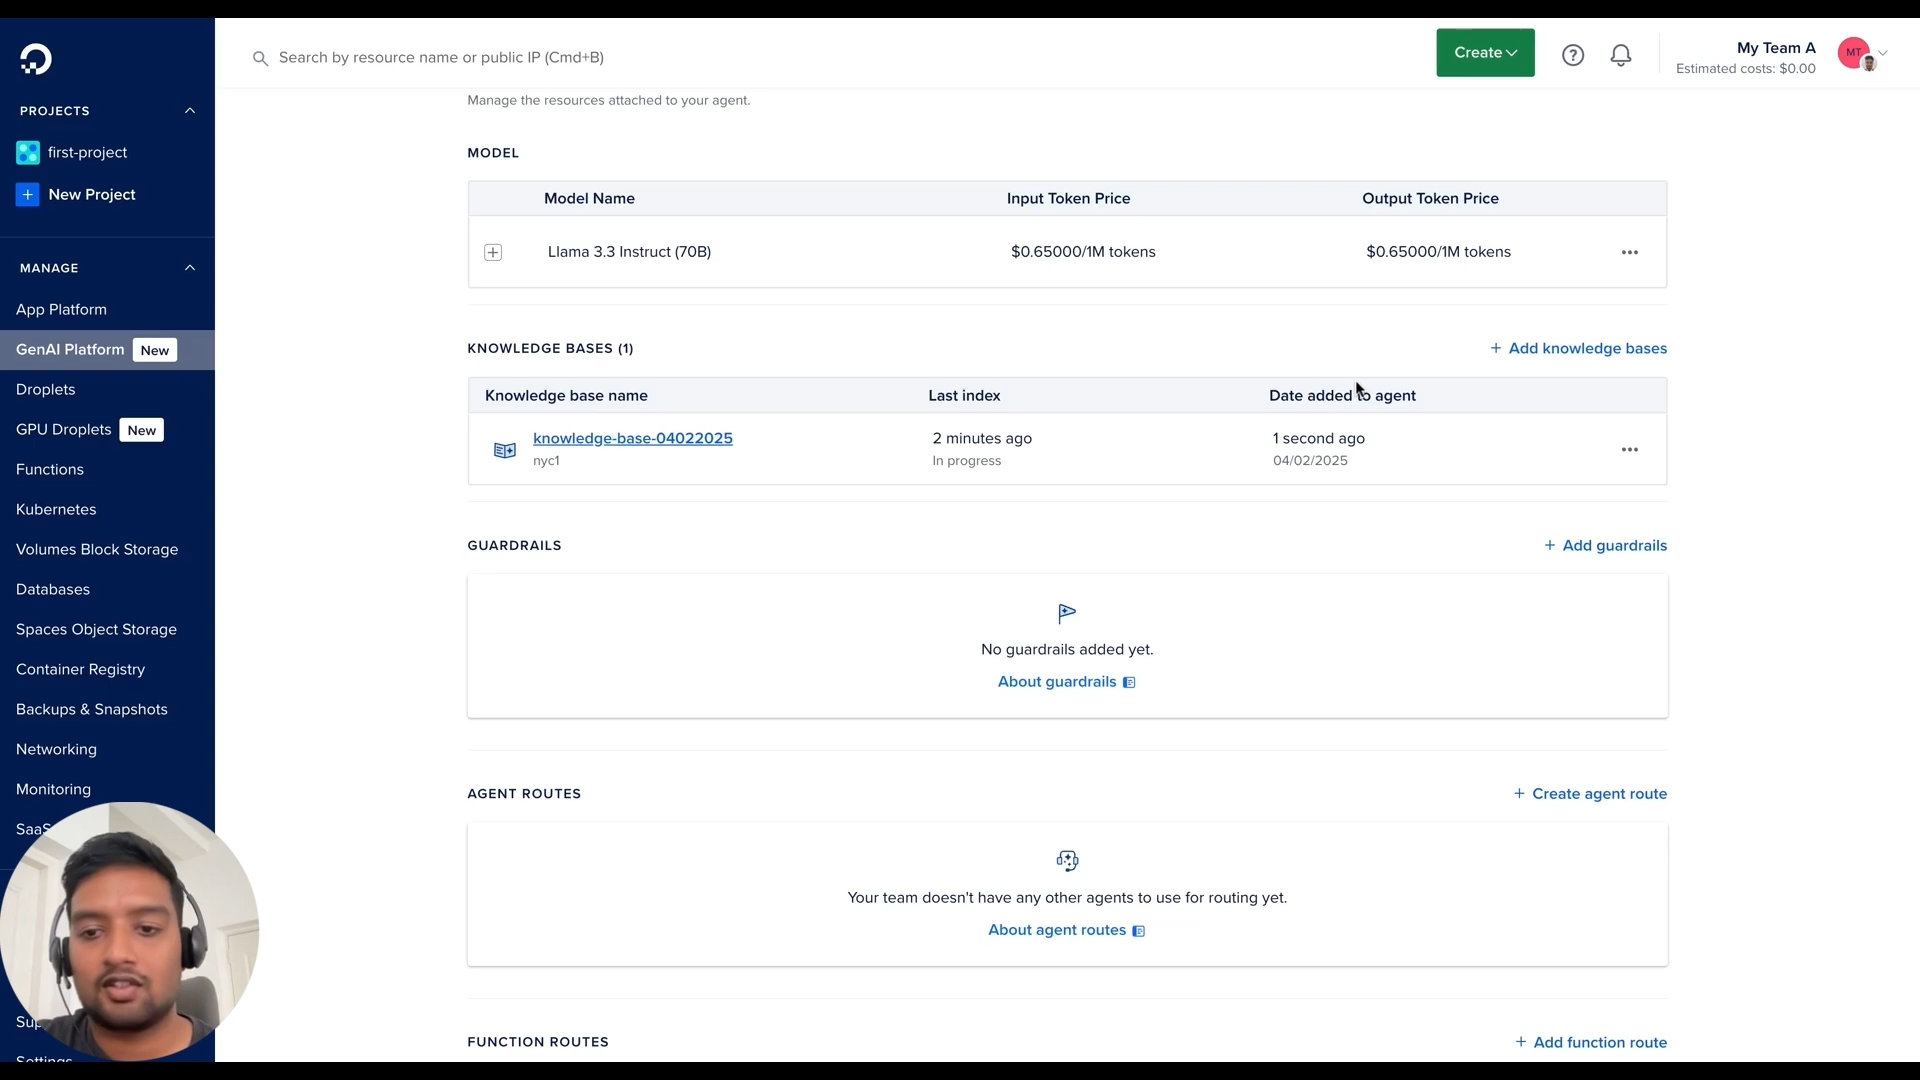 Search by resource name or public IP (Cmd+B)
Create
My Team A
Estimated costs: $0.00
MT
PROJECTS
first-project
New Project
MANAGE
App Platform
GenAI Platform New
Droplets
GPU Droplets New
Functions
Kubernetes
Volumes Block Storage
Databases
Spaces Object Storage
Container Registry
Backups & Snapshots
Networking
Monitoring
SaaS
Settings
Manage the resources attached to your agent.
MODEL
Model Name Input Token Price Output Token Price
Llama 3.3 Instruct (70B) $0.65000/1M tokens $0.65000/1M tokens
KNOWLEDGE BASES (1) + Add knowledge bases
Knowledge base name Last index Date added to agent
knowledge-base-04022025 2 minutes ago 1 second ago
nyc1 In progress 04/02/2025
GUARDRAILS + Add guardrails
No guardrails added yet.
About guardrails
AGENT ROUTES + Create agent route
Your team doesn't have any other agents to use for routing yet.
About agent routes
FUNCTION ROUTES + Add function route